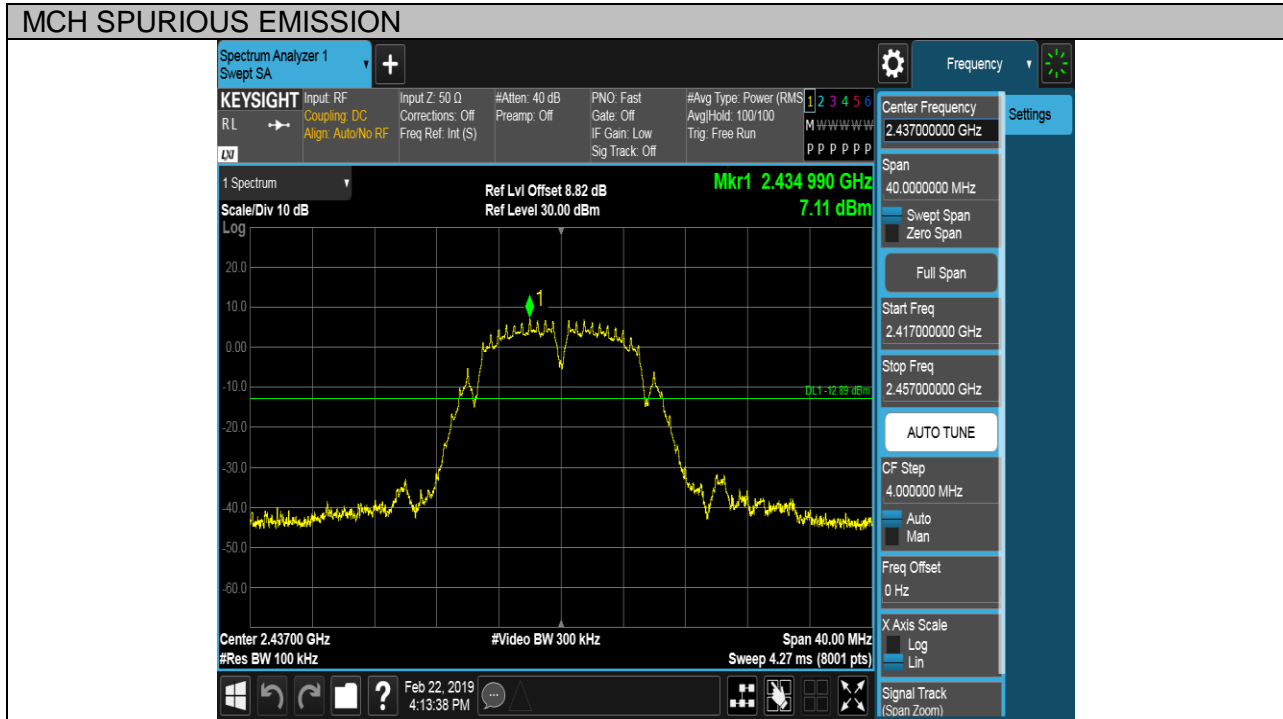 MCH SPURIOUS EMISSION
Spectrum Analyzer 1
Swept SA
Frequency
KEYSIGHT
RL
LXI
Input: RF
Coupling: DC
Align: Auto/No RF
Input Z: 50 Ω
Corrections: Off
Freq Ref: Int (S)
#Atten: 40 dB
Preamp: Off
PNO: Fast
Gate: Off
IF Gain: Low
Sig Track: Off
#Avg Type: Power (RMS
Avg|Hold: 100/100
Trig: Free Run
1 2 3 4 5 6
M W W W W W
P P P P P P
1 Spectrum
Scale/Div 10 dB
Ref Lvl Offset 8.82 dB
Ref Level 30.00 dBm
Mkr1 2.434 990 GHz
7.11 dBm
Log
20.0
10.0
0.00
-10.0
-20.0
-30.0
-40.0
-50.0
-60.0
1
DL1 -12.89 dBm
Center 2.43700 GHz
#Res BW 100 kHz
#Video BW 300 kHz
Span 40.00 MHz
Sweep 4.27 ms (8001 pts)
Center Frequency
2.437000000 GHz
Settings
Span
40.0000000 MHz
Swept Span
Zero Span
Full Span
Start Freq
2.417000000 GHz
Stop Freq
2.457000000 GHz
AUTO TUNE
CF Step
4.000000 MHz
Auto
Man
Freq Offset
0 Hz
X Axis Scale
Log
Lin
Signal Track
(Span Zoom)
?
Feb 22, 2019
4:13:38 PM